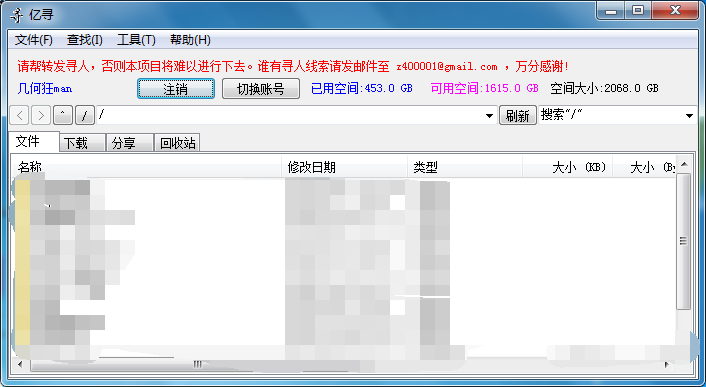 亿寻
文件(F) 查找(I) 工具(T) 帮助(H)
请帮转发寻人，否则本项目将难以进行下去。谁有寻人线索请发邮件至 z400001@gmail.com ，万分感谢!
几何狂man 注销 切换账号 已用空间:453.0 GB 可用空间:1615.0 GB 空间大小:2068.0 GB
< > ^ / / 刷新 搜索"/"
文件 下载 分享 回收站
名称 修改日期 类型 大小 (KB) 大小 (By